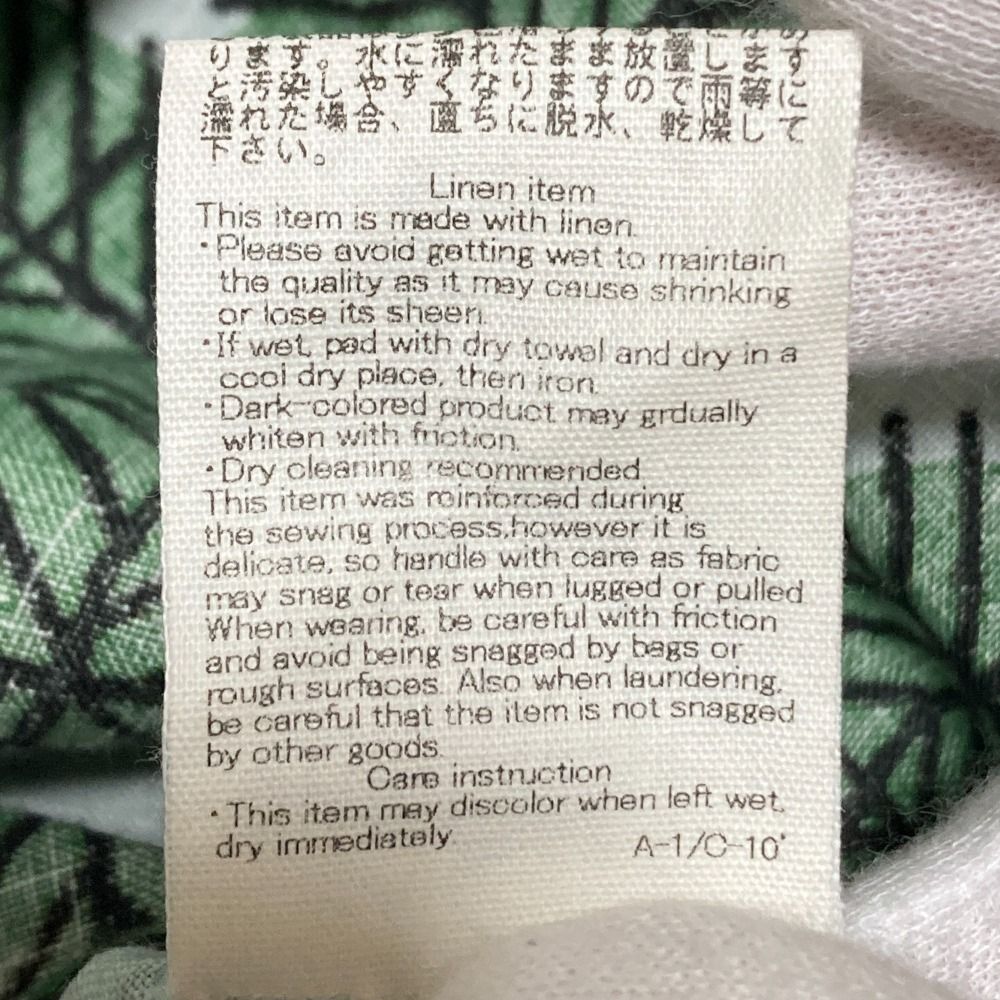 ります。水に濡れたまま放置します
と汚染しやすくなりますので雨等に
濡れた場合、直ちに脱水、乾燥して
下さい。
Linen item
This item is made with linen.
・Please avoid getting wet to maintain
the quality as it may cause shrinking
or lose its sheen.
・If wet, pad with dry towel and dry in a
cool dry place, then iron.
・Dark-colored product may grdually
whiten with friction.
・Dry cleaning recommended.
This item was reinforced during
the sewing process,however it is
delicate, so handle with care as fabric
may snag or tear when lugged or pulled.
When wearing, be careful with friction
and avoid being snagged by bags or
rough surfaces. Also when laundering,
be careful that the item is not snagged
by other goods.
Care instruction
・This item may discolor when left wet,
dry immediately.
A-1/C-10'